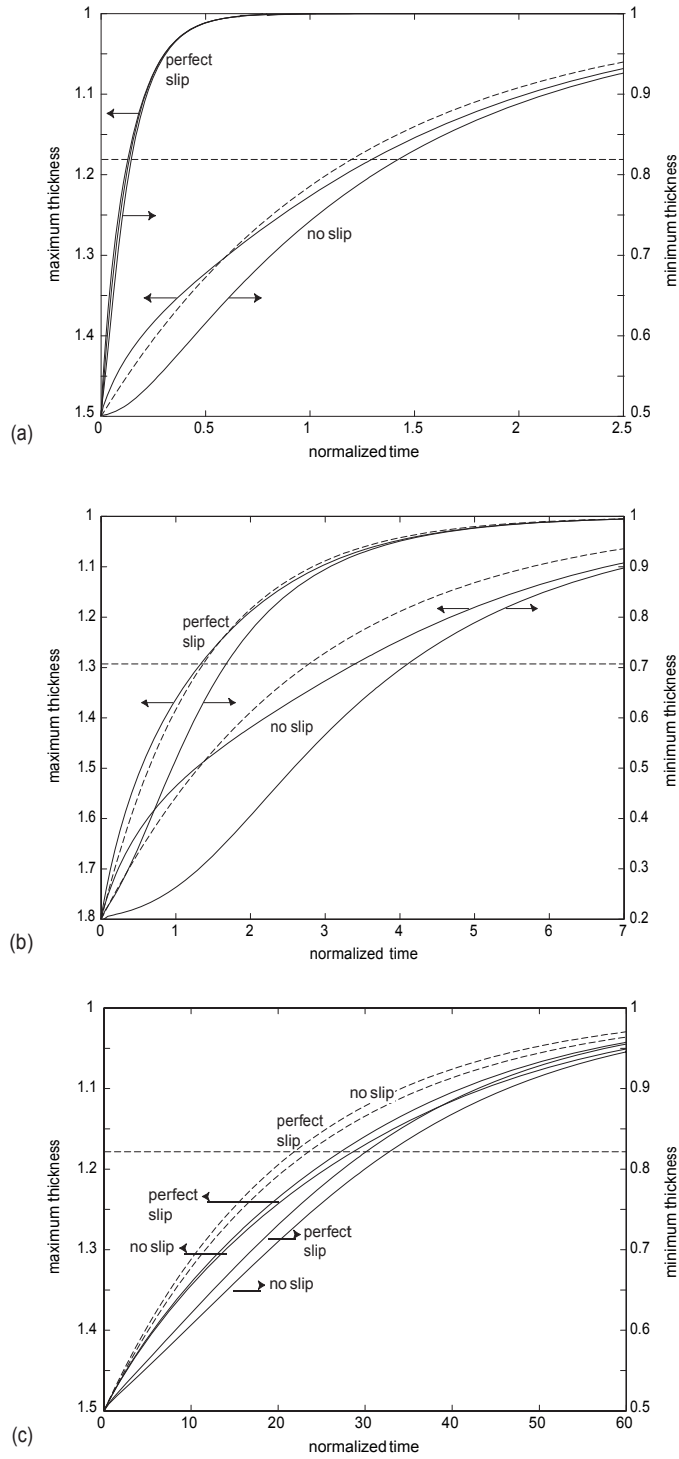 1
1.1
1.2
1.3
1.4
1.5
maximum thickness
perfect
slip
no slip
1
0.9
0.8
0.7
0.6
0.5
minimum thickness
0
0.5
1
1.5
2
2.5
normalized time
(a)
1
1.1
1.2
1.3
1.4
1.5
1.6
1.7
1.8
maximum thickness
perfect
slip
no slip
1
0.9
0.8
0.7
0.6
0.5
0.4
0.3
0.2
minimum thickness
0
1
2
3
4
5
6
7
normalized time
(b)
1
1.1
1.2
1.3
1.4
1.5
maximum thickness
no slip
perfect
slip
perfect
slip
no slip
perfect
slip
no slip
1
0.9
0.8
0.7
0.6
0.5
minimum thickness
0
10
20
30
40
50
60
normalized time
(c)